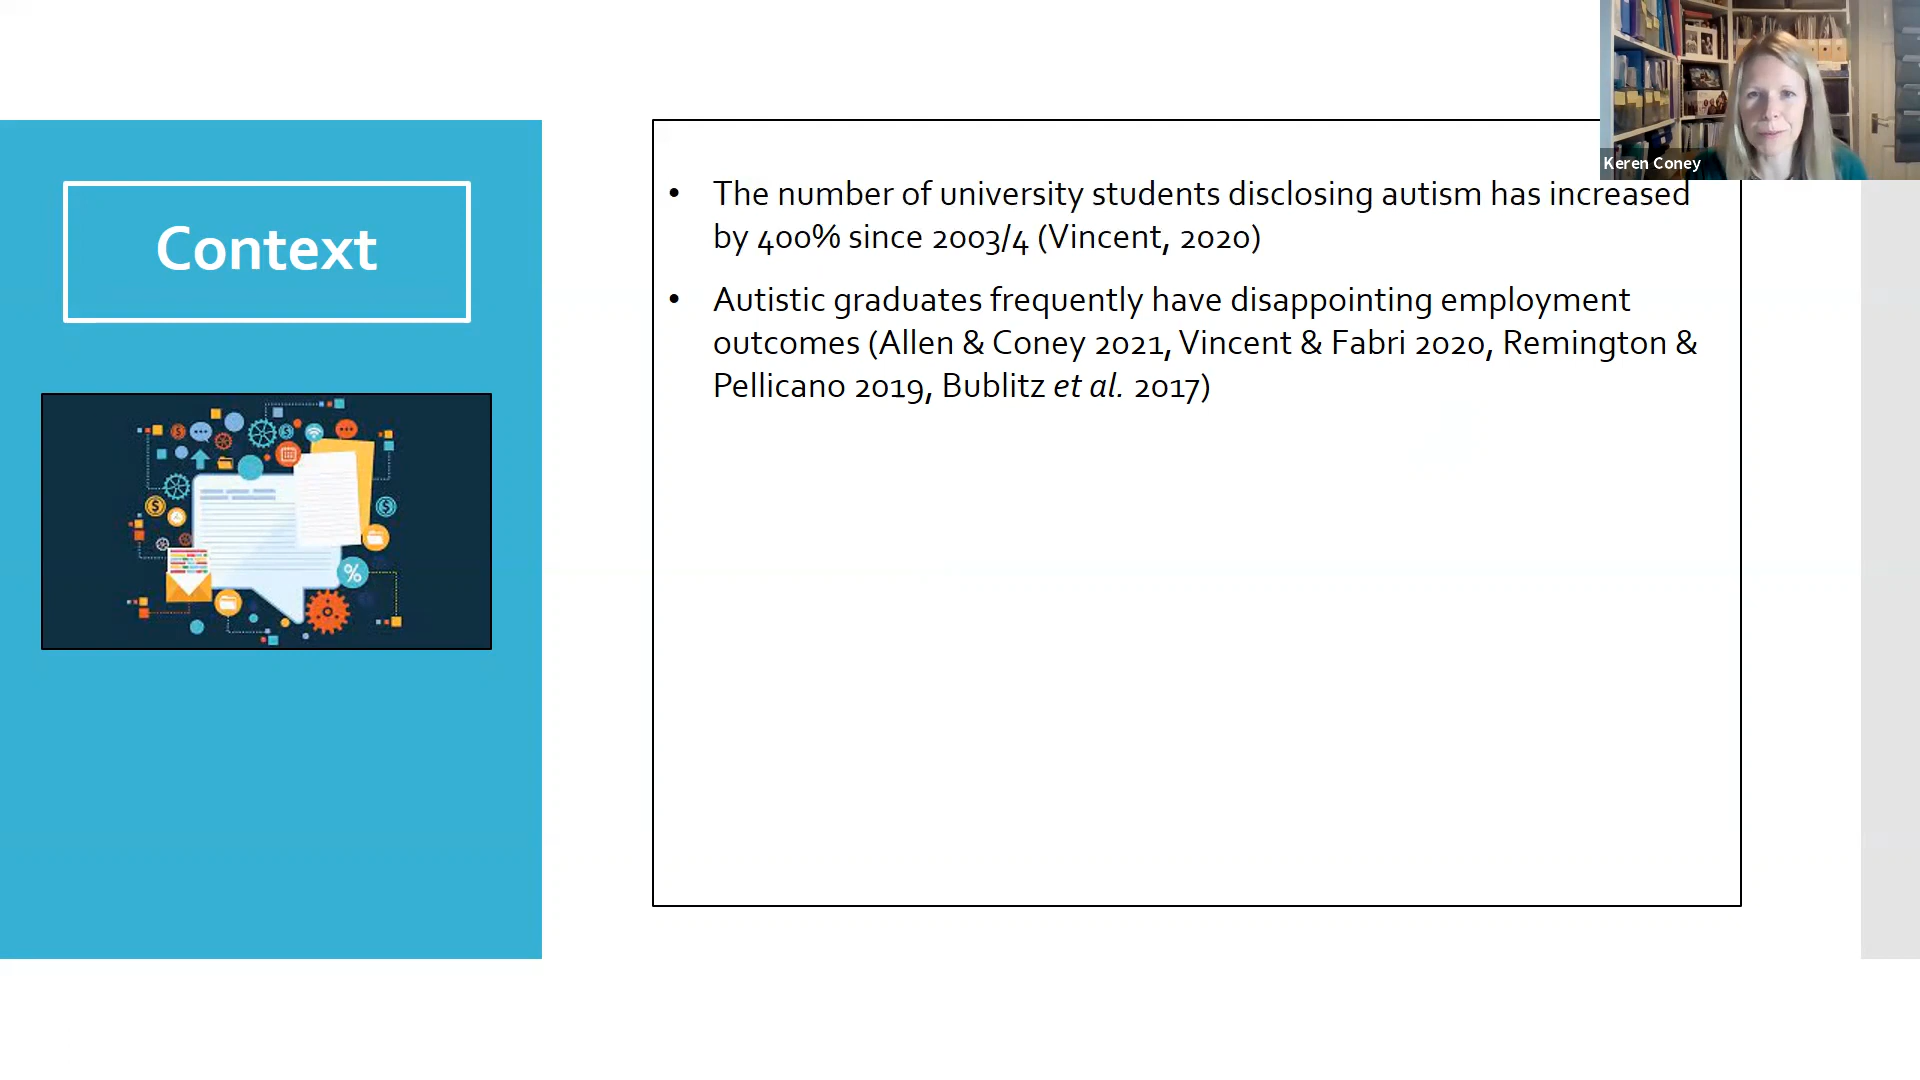 Keren Coney
Context
• The number of university students disclosing autism has increased
by 400% since 2003/4 (Vincent, 2020)
• Autistic graduates frequently have disappointing employment
outcomes (Allen & Coney 2021, Vincent & Fabri 2020, Remington &
Pellicano 2019, Bublitz et al. 2017)
%